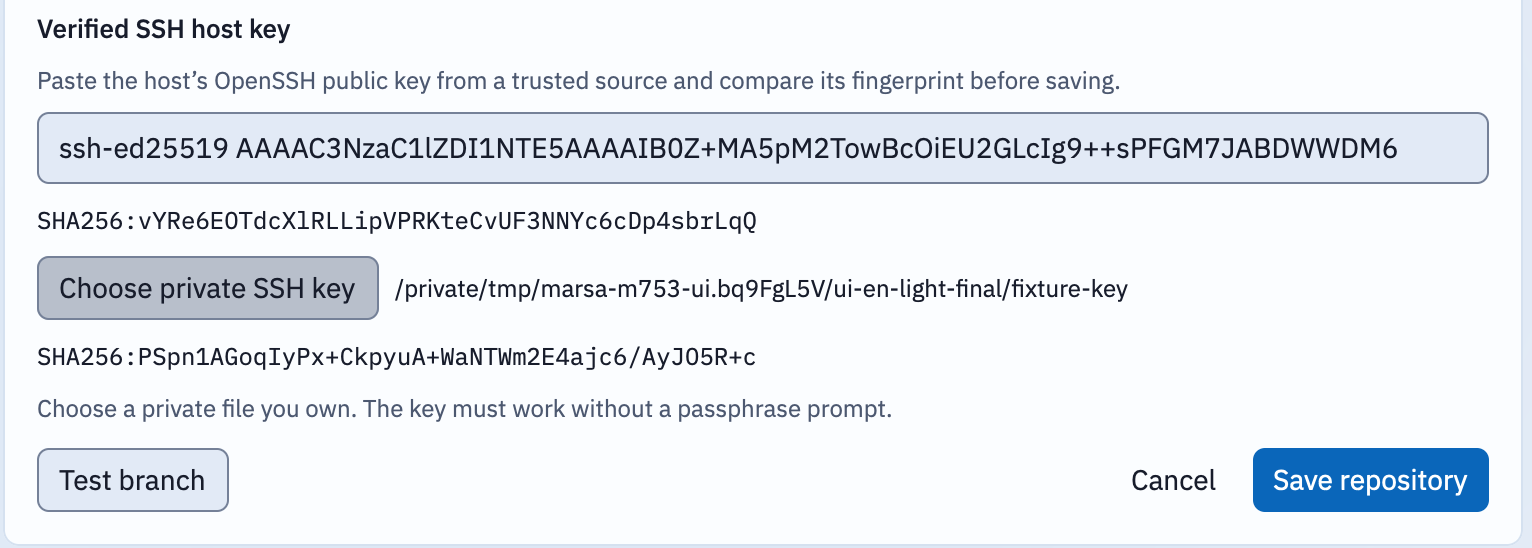 Verified SSH host key
Paste the host’s OpenSSH public key from a trusted source and compare its fingerprint before saving.
ssh-ed25519 AAAAC3NzaC1lZDI1NTE5AAAAIB0Z+MA5pM2TowBcOiEU2GLcIg9++sPFGM7JABDWWDM6
SHA256:vYRe6EOTdcXlRLLipVPRKteCvUF3NNYc6cDp4sbrLqQ
Choose private SSH key /private/tmp/marsa-m753-ui.bq9FgL5V/ui-en-light-final/fixture-key
SHA256:PSpn1AGoqIyPx+CkpyuA+WaNTWm2E4ajc6/AyJO5R+c
Choose a private file you own. The key must work without a passphrase prompt.
Test branch Cancel Save repository